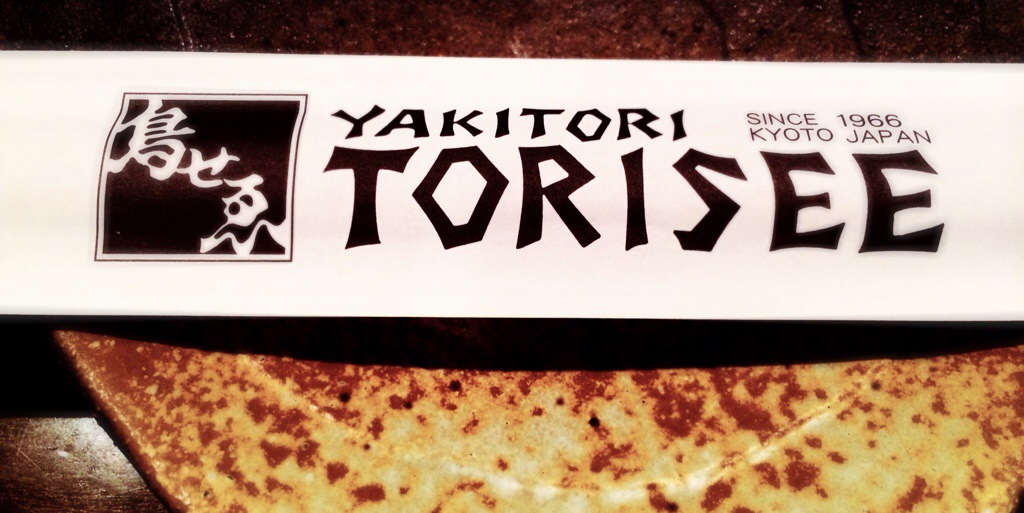 鳥せゑ
YAKITORI
TORISEE
SINCE 1966
KYOTO JAPAN